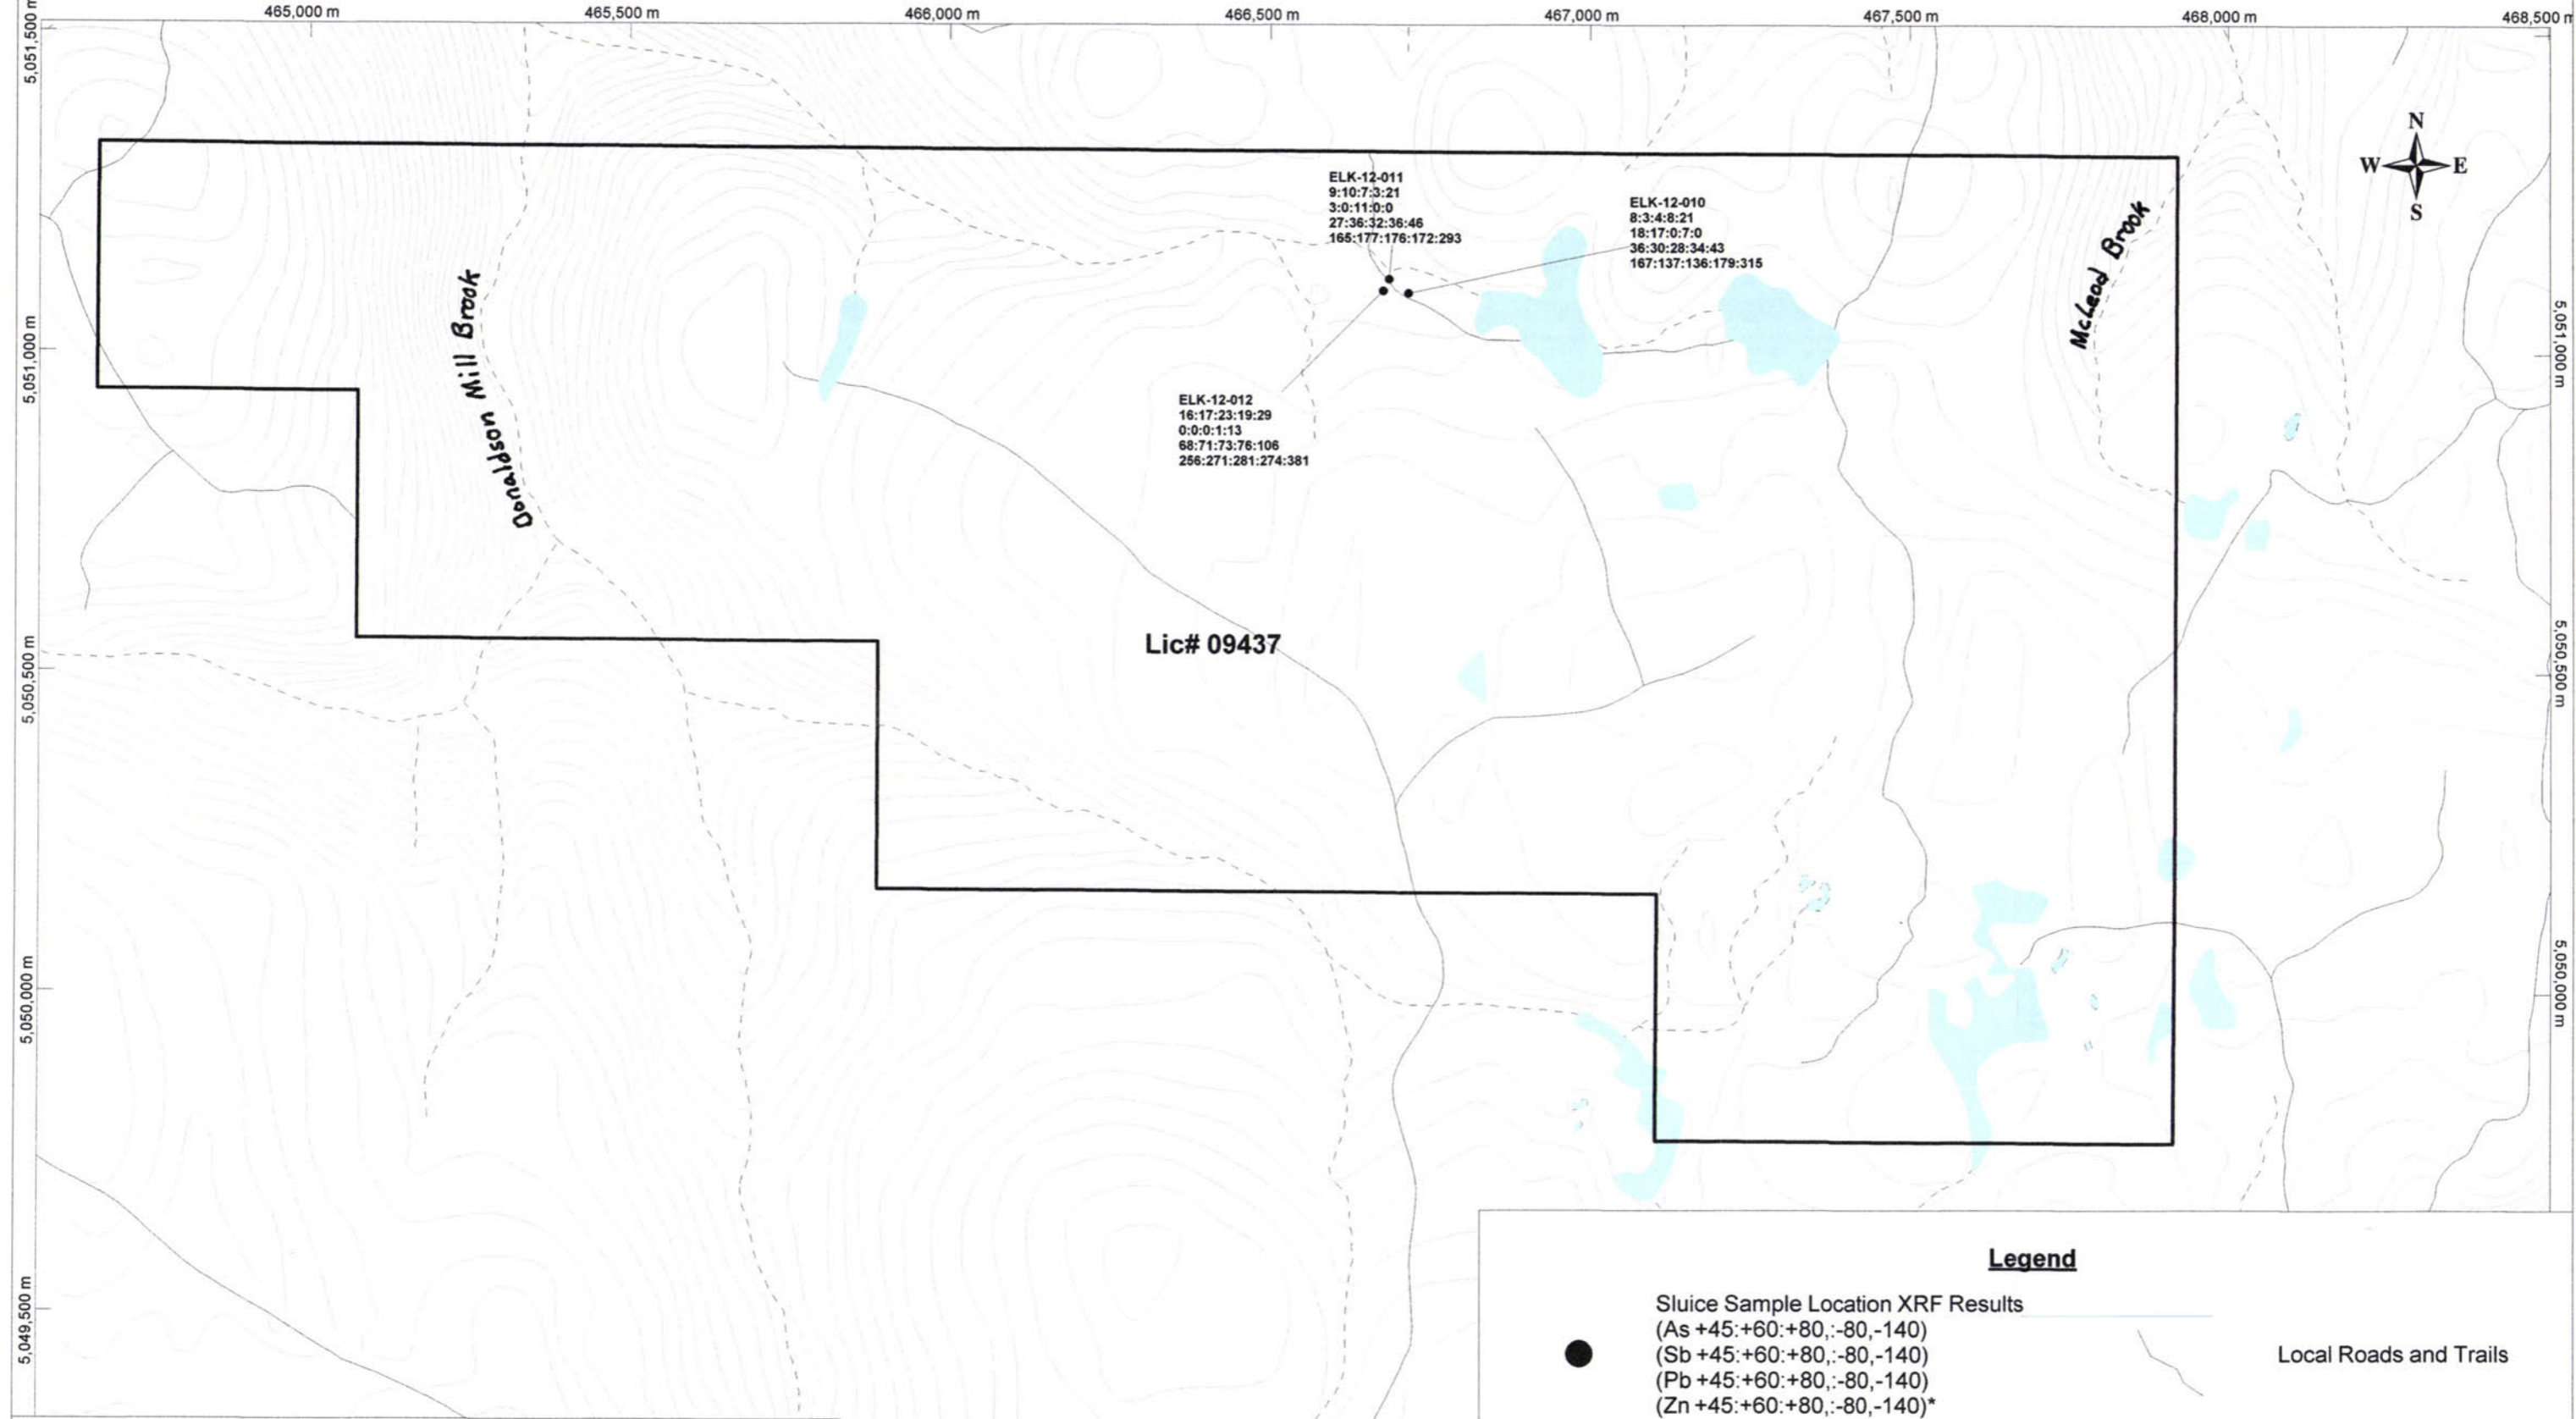 465,000 m
465,500 m
466,000 m
466,500 m
467,000 m
467,500 m
468,000 m
468,500 m
5,051,500 m
N
W E
S
ELK-12-011
9:10:7:3:21
3:0:11:0:0
27:36:32:36:46
165:177:176:172:293
ELK-12-010
8:3:4:8:21
18:17:0:7:0
36:30:28:34:43
167:137:136:179:315
McLeod Brook
Donaldson Mill Brook
5,051,000 m
5,051,000 m
ELK-12-012
16:17:23:19:29
0:0:0:1:13
68:71:73:76:106
256:271:281:274:381
Lic# 09437
5,050,500 m
5,050,500 m
5,050,000 m
5,050,000 m
5,049,500 m
Legend
Sluice Sample Location XRF Results
(As +45:+60:+80,:-80,-140)
(Sb +45:+60:+80,:-80,-140)
(Pb +45:+60:+80,:-80,-140)
(Zn +45:+60:+80,:-80,-140)*
Local Roads and Trails